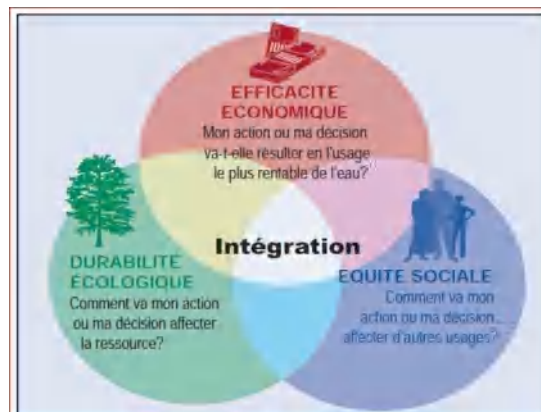 EFFICACITE
ECONOMIQUE
Mon action ou ma décision
va-t-elle résulter en l'usage
le plus rentable de l'eau?
Intégration
DURABILITÉ
ÉCOLOGIQUE
Comment va mon action
ou ma décision affecter
la ressource?
EQUITE SOCIALE
Comment va mon
action ou ma décision
affecter d'autres usages?